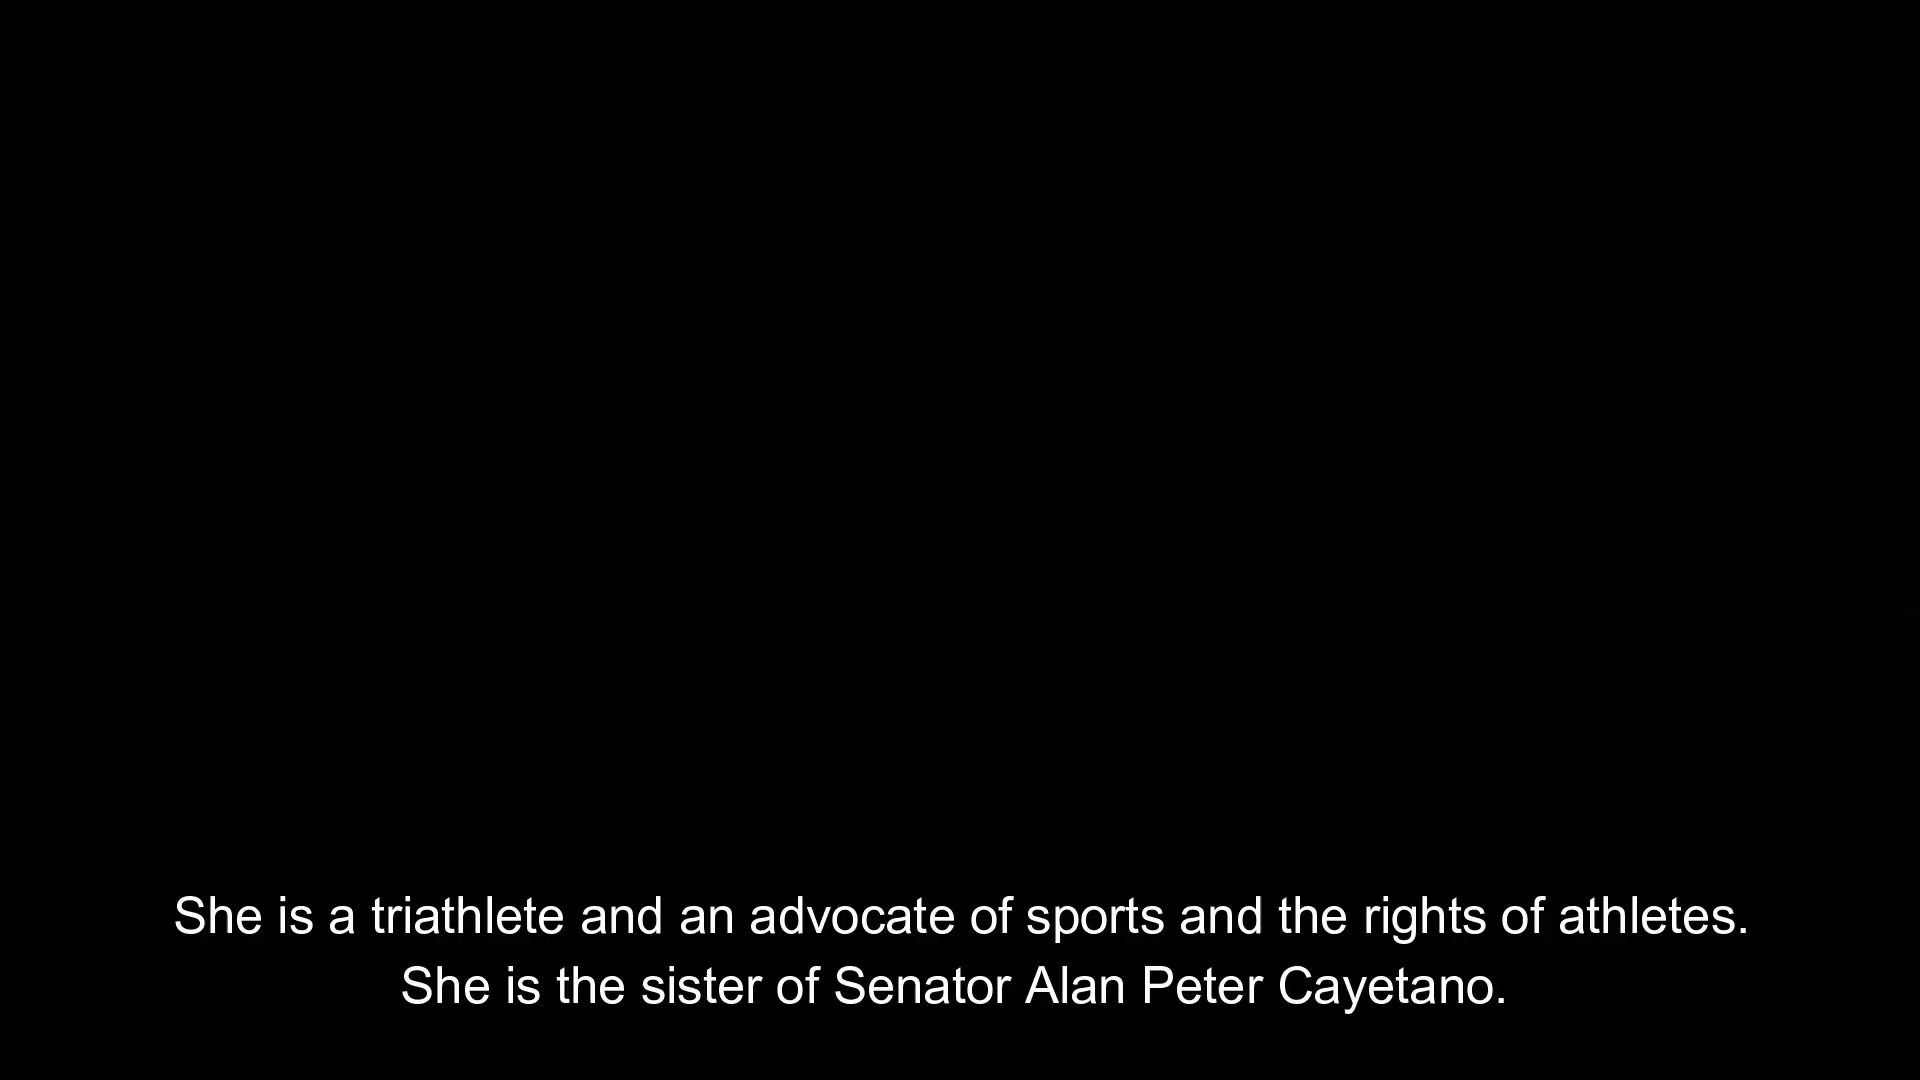 She is a triathlete and an advocate of sports and the rights of athletes.
She is the sister of Senator Alan Peter Cayetano.